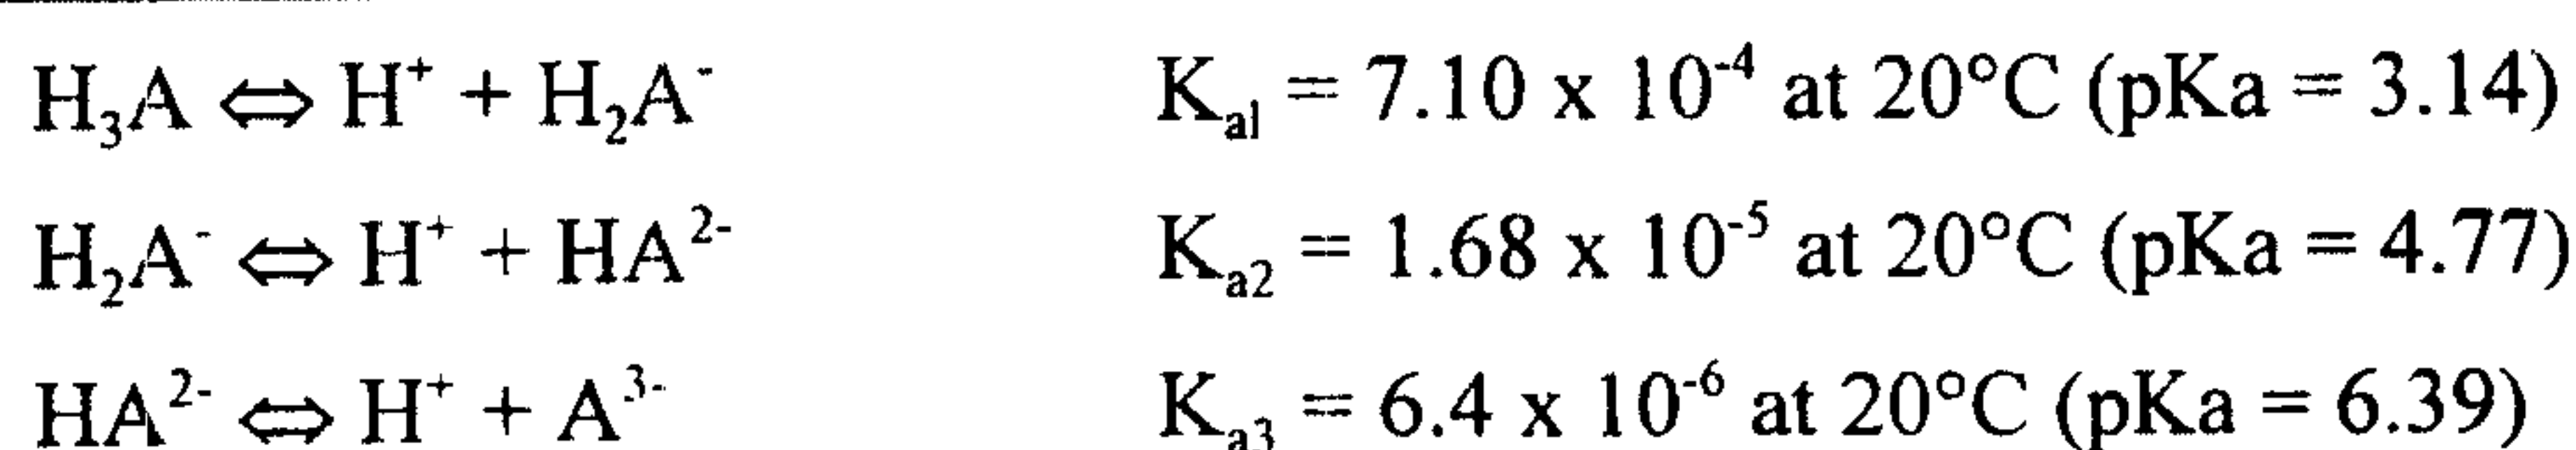 H₃A ⇔ H⁺ + H₂A⁻ Kₐ₁ = 7.10 x 10⁻⁴ at 20°C (pKa = 3.14)
H₂A⁻ ⇔ H⁺ + HA²⁻ Kₐ₂ = 1.68 x 10⁻⁵ at 20°C (pKa = 4.77)
HA²⁻ ⇔ H⁺ + A³⁻ Kₐ₃ = 6.4 x 10⁻⁶ at 20°C (pKa = 6.39)